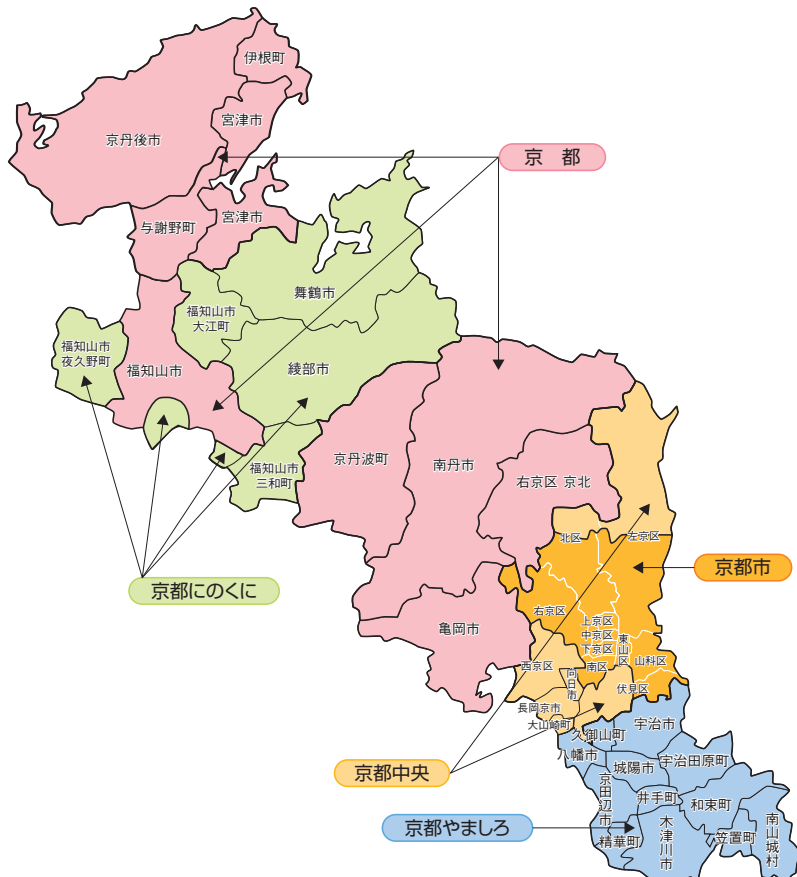 伊根町
宮津市
京丹後市
京　都
与謝野町
宮津市
舞鶴市
福知山市
大江町
福知山市
夜久野町
福知山市
綾部市
京丹波町
南丹市
福知山市
三和町
右京区 京北
北区
左京区
京都市
京都にのくに
右京区
上京区
中京区
下京区
東山区
亀岡市
西京区
南区
山科区
向日市
伏見区
長岡京市
大山崎町
久御山町
宇治市
八幡市
城陽市
宇治田原町
京都中央
京田辺市
井手町
和束町
京都やましろ
精華町
木津川市
笠置町
南山城村